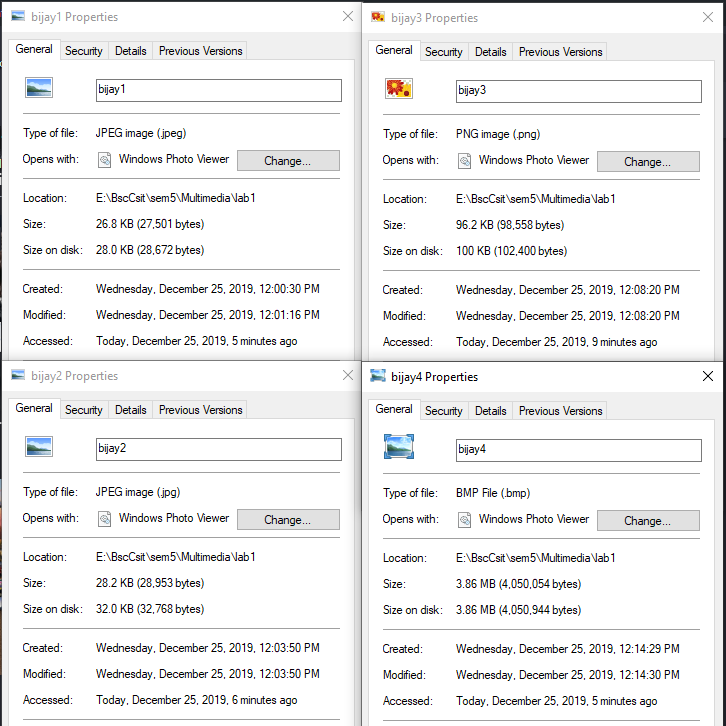 bijay1 Properties
General Security Details Previous Versions
bijay1
Type of file: JPEG image (.jpeg)
Opens with: Windows Photo Viewer Change...
Location: E:\BscCsit\sem5\Multimedia\lab1
Size: 26.8 KB (27,501 bytes)
Size on disk: 28.0 KB (28,672 bytes)
Created: Wednesday, December 25, 2019, 12:00:30 PM
Modified: Wednesday, December 25, 2019, 12:01:16 PM
Accessed: Today, December 25, 2019, 5 minutes ago
bijay3 Properties
General Security Details Previous Versions
bijay3
Type of file: PNG image (.png)
Opens with: Windows Photo Viewer Change...
Location: E:\BscCsit\sem5\Multimedia\lab1
Size: 96.2 KB (98,558 bytes)
Size on disk: 100 KB (102,400 bytes)
Created: Wednesday, December 25, 2019, 12:08:20 PM
Modified: Wednesday, December 25, 2019, 12:08:20 PM
Accessed: Today, December 25, 2019, 9 minutes ago
bijay2 Properties
General Security Details Previous Versions
bijay2
Type of file: JPEG image (.jpg)
Opens with: Windows Photo Viewer Change...
Location: E:\BscCsit\sem5\Multimedia\lab1
Size: 28.2 KB (28,953 bytes)
Size on disk: 32.0 KB (32,768 bytes)
Created: Wednesday, December 25, 2019, 12:03:50 PM
Modified: Wednesday, December 25, 2019, 12:03:50 PM
Accessed: Today, December 25, 2019, 6 minutes ago
bijay4 Properties
General Security Details Previous Versions
bijay4
Type of file: BMP File (.bmp)
Opens with: Windows Photo Viewer Change...
Location: E:\BscCsit\sem5\Multimedia\lab1
Size: 3.86 MB (4,050,054 bytes)
Size on disk: 3.86 MB (4,050,944 bytes)
Created: Wednesday, December 25, 2019, 12:14:29 PM
Modified: Wednesday, December 25, 2019, 12:14:30 PM
Accessed: Today, December 25, 2019, 5 minutes ago